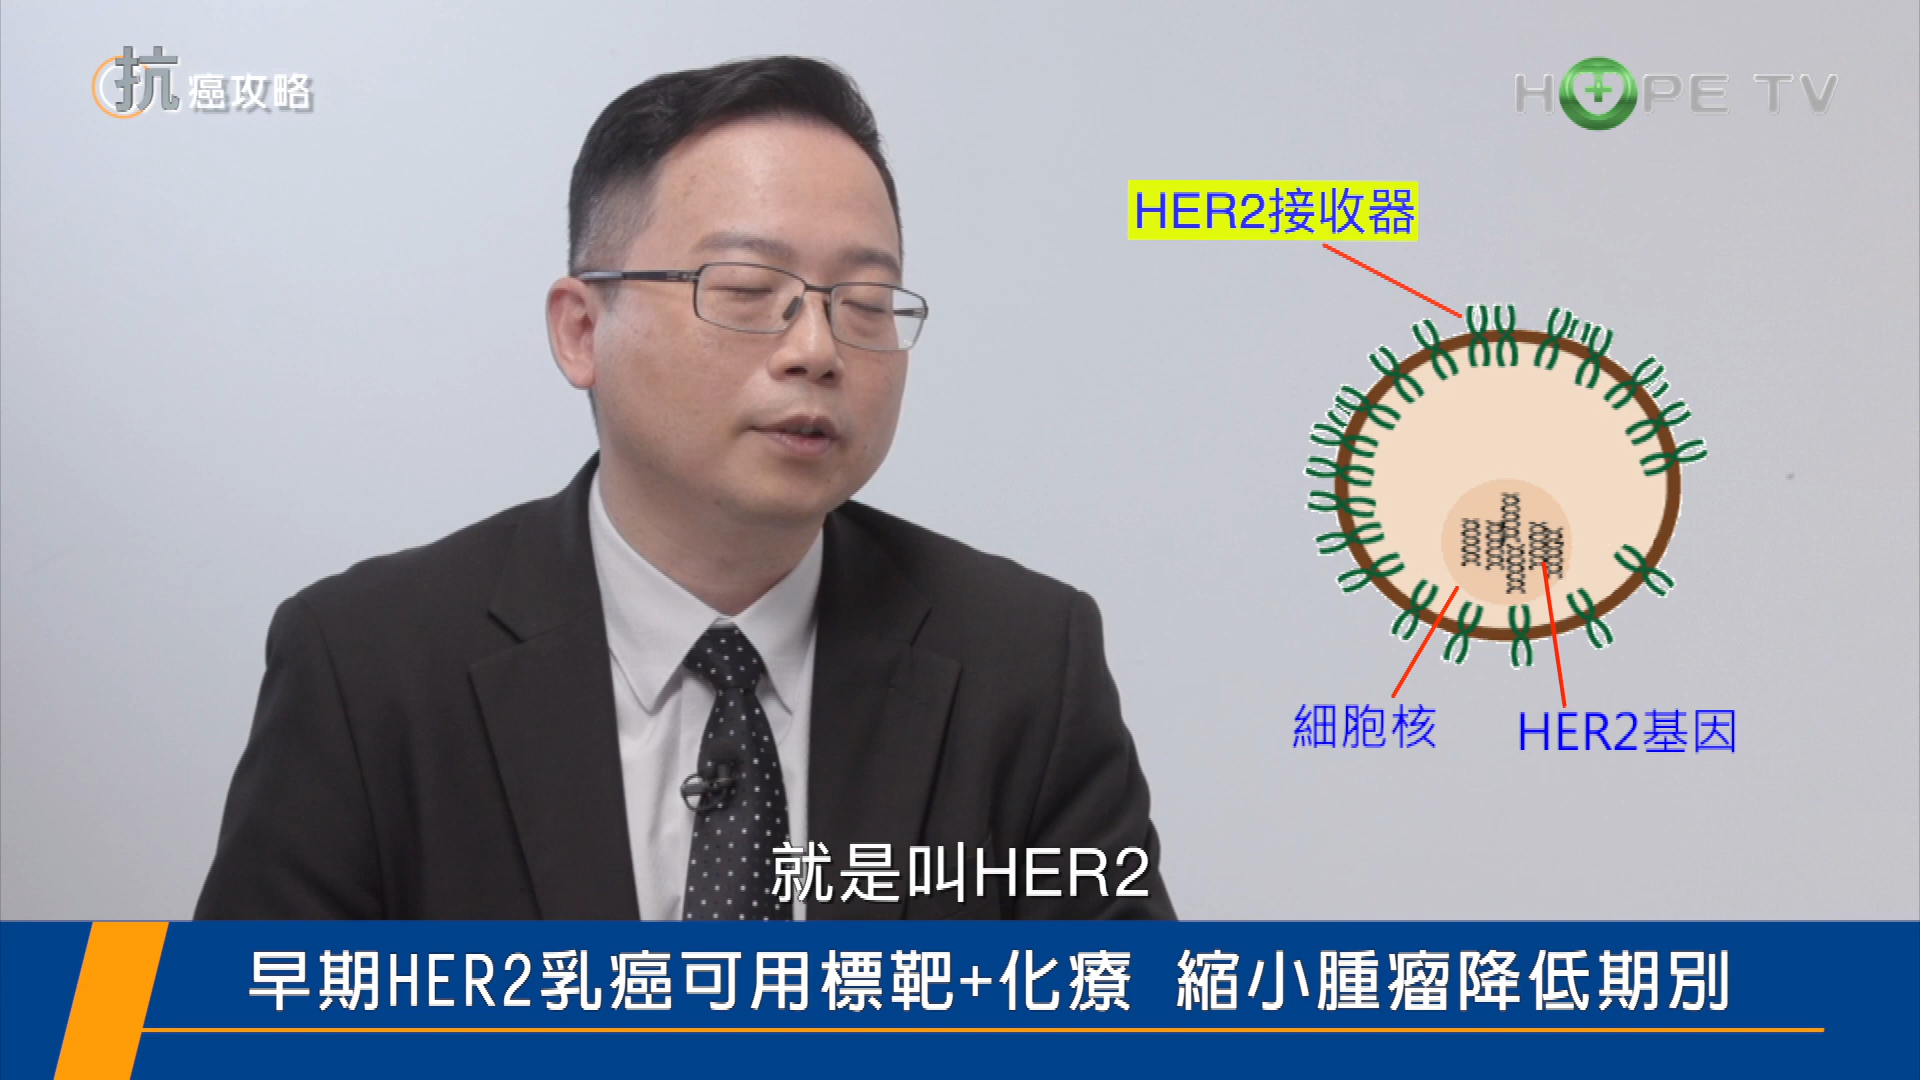 抗癌攻略
HOPE TV
HER2接收器
細胞核
HER2基因
就是叫HER2
早期HER2乳癌可用標靶+化療 縮小腫瘤降低期別